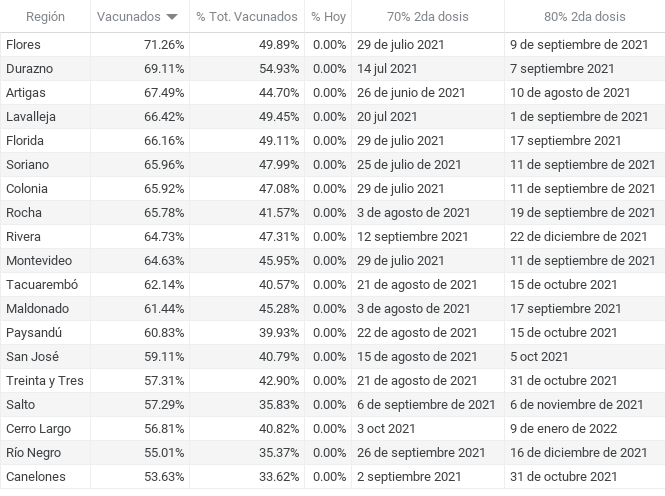 Región Vacunados % Tot. Vacunados % Hoy 70% 2da dosis 80% 2da dosis
Flores 71.26% 49.89% 0.00% 29 de julio 2021 9 de septiembre de 2021
Durazno 69.11% 54.93% 0.00% 14 jul 2021 7 septiembre 2021
Artigas 67.49% 44.70% 0.00% 26 de junio de 2021 10 de agosto de 2021
Lavalleja 66.42% 49.45% 0.00% 20 jul 2021 1 de septiembre de 2021
Florida 66.16% 49.11% 0.00% 29 de julio 2021 17 septiembre 2021
Soriano 65.96% 47.99% 0.00% 25 de julio de 2021 11 de septiembre de 2021
Colonia 65.92% 47.08% 0.00% 29 de julio 2021 11 de septiembre de 2021
Rocha 65.78% 41.57% 0.00% 3 de agosto de 2021 19 de septiembre de 2021
Rivera 64.73% 47.31% 0.00% 12 septiembre 2021 22 de diciembre de 2021
Montevideo 64.63% 45.95% 0.00% 29 de julio 2021 11 de septiembre de 2021
Tacuarembó 62.14% 40.57% 0.00% 21 de agosto de 2021 15 de octubre 2021
Maldonado 61.44% 45.28% 0.00% 3 de agosto de 2021 17 septiembre 2021
Paysandú 60.83% 39.93% 0.00% 22 de agosto de 2021 15 de octubre 2021
San José 59.11% 40.79% 0.00% 15 de agosto de 2021 5 oct 2021
Treinta y Tres 57.31% 42.90% 0.00% 21 de agosto de 2021 31 de octubre 2021
Salto 57.29% 35.83% 0.00% 6 de septiembre de 2021 6 de noviembre de 2021
Cerro Largo 56.81% 40.82% 0.00% 3 oct 2021 9 de enero de 2022
Río Negro 55.01% 35.37% 0.00% 26 de septiembre de 2021 16 de diciembre de 2021
Canelones 53.63% 33.62% 0.00% 2 septiembre 2021 31 de octubre 2021